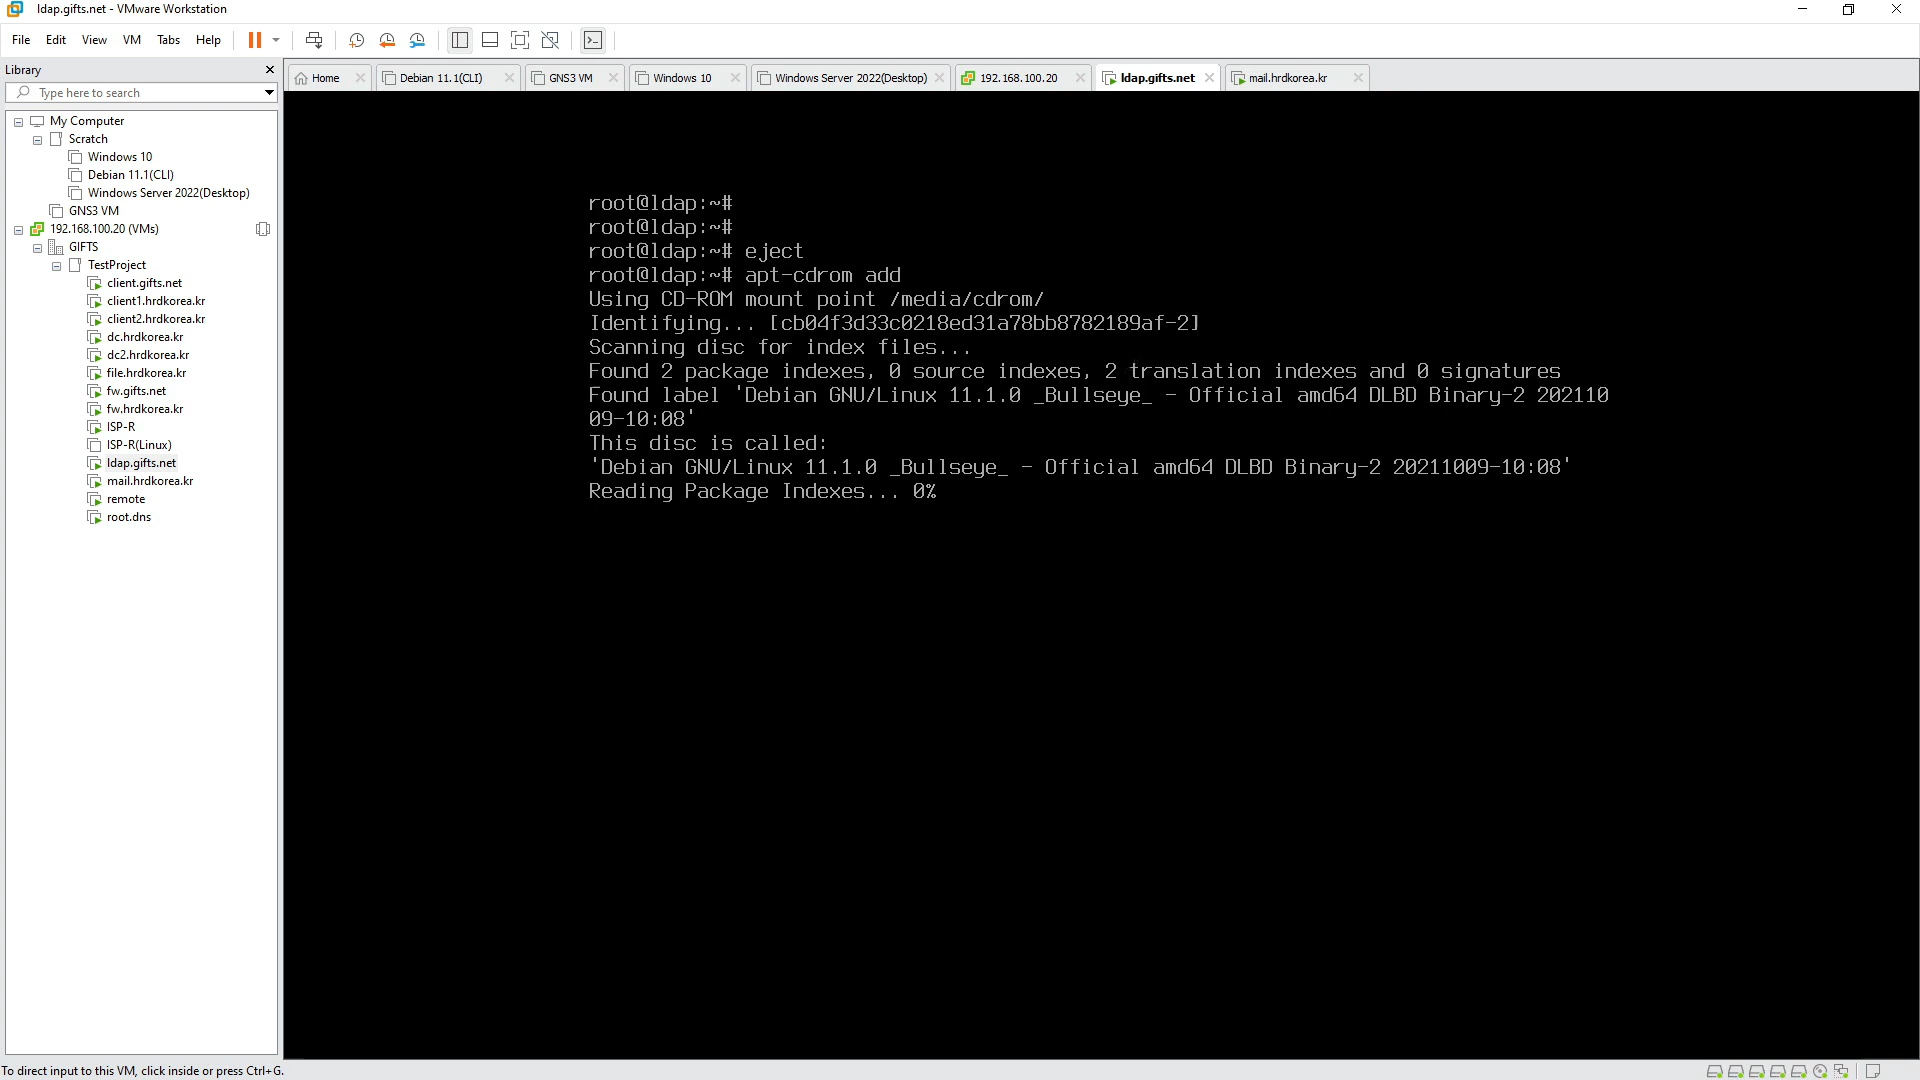 ldap.gifts.net - VMware Workstation
File Edit View VM Tabs Help
Library
Type here to search
Home
Debian 11.1(CLI)
GNS3 VM
Windows 10
Windows Server 2022(Desktop)
192.168.100.20
ldap.gifts.net
mail.hrdkorea.kr
My Computer
Scratch
Windows 10
Debian 11.1(CLI)
Windows Server 2022(Desktop)
GNS3 VM
192.168.100.20 (VMs)
GIFTS
TestProject
client.gifts.net
client1.hrdkorea.kr
client2.hrdkorea.kr
dc.hrdkorea.kr
dc2.hrdkorea.kr
file.hrdkorea.kr
fw.gifts.net
fw.hrdkorea.kr
ISP-R
ISP-R(Linux)
ldap.gifts.net
mail.hrdkorea.kr
remote
root.dns
root@ldap:~#
root@ldap:~#
root@ldap:~# eject
root@ldap:~# apt-cdrom add
Using CD-ROM mount point /media/cdrom/
Identifying... [cb04f3d33c0218ed31a78bb8782189af-2]
Scanning disc for index files...
Found 2 package indexes, 0 source indexes, 2 translation indexes and 0 signatures
Found label 'Debian GNU/Linux 11.1.0 _Bullseye_ - Official amd64 DLBD Binary-2 202110
09-10:08'
This disc is called:
'Debian GNU/Linux 11.1.0 _Bullseye_ - Official amd64 DLBD Binary-2 20211009-10:08'
Reading Package Indexes... 0%
To direct input to this VM, click inside or press Ctrl+G.